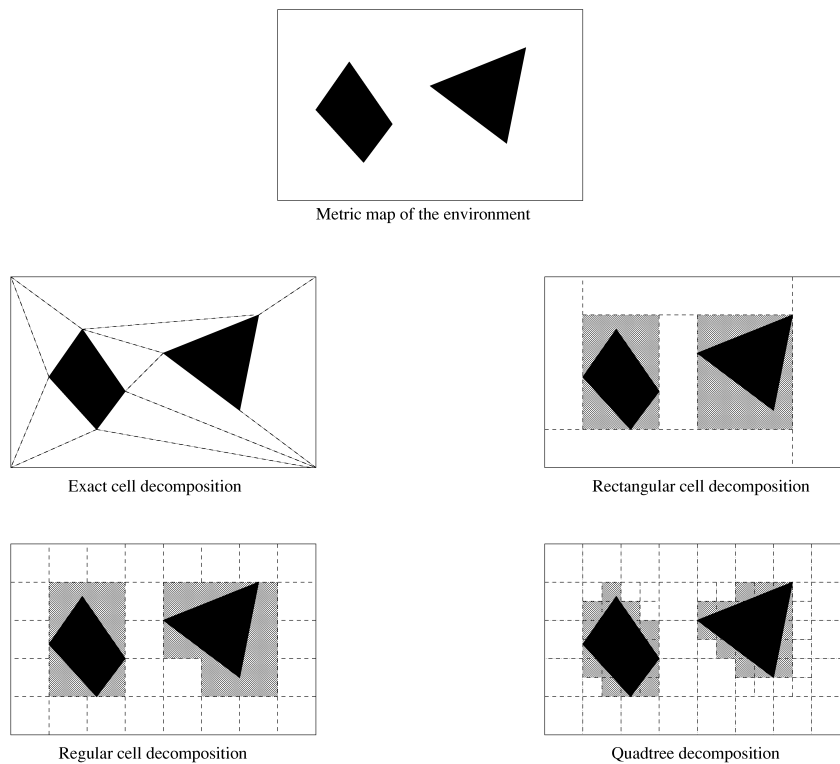 Metric map of the environment
Exact cell decomposition
Rectangular cell decomposition
Regular cell decomposition
Quadtree decomposition